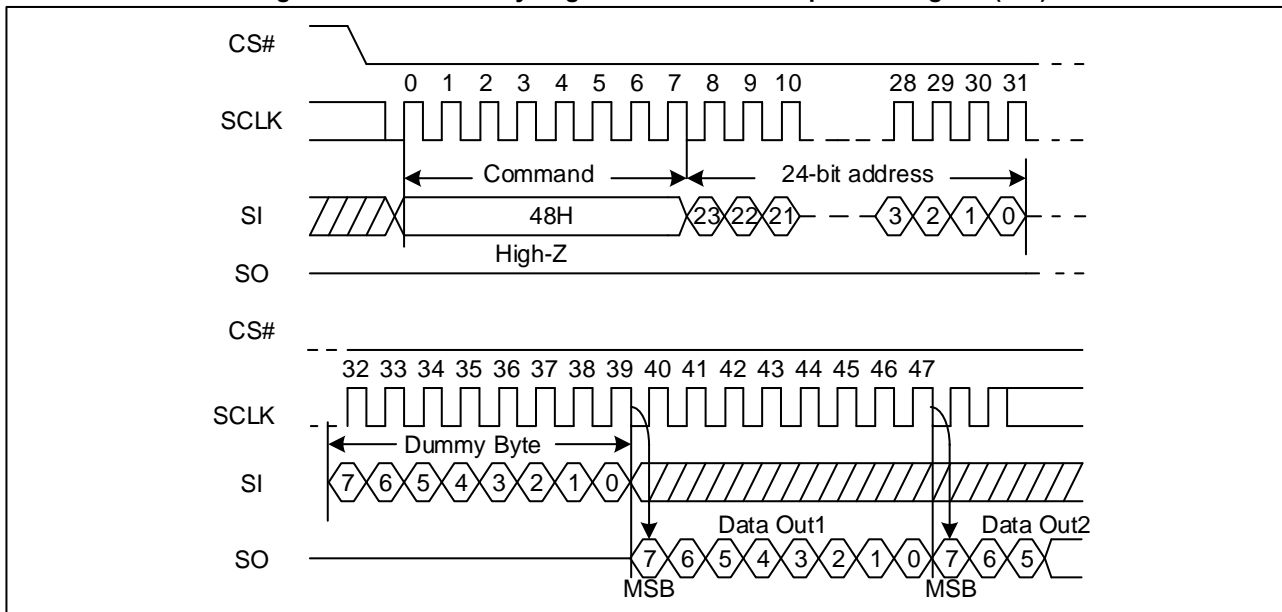 CS#
0 1 2 3 4 5 6 7 8 9 10 28 29 30 31
SCLK
Command 24-bit address
SI 48H 23 22 21 3 2 1 0
High-Z
SO
CS#
32 33 34 35 36 37 38 39 40 41 42 43 44 45 46 47
SCLK
Dummy Byte
SI 7 6 5 4 3 2 1 0
Data Out1 Data Out2
SO 7 6 5 4 3 2 1 0 7 6 5
MSB MSB